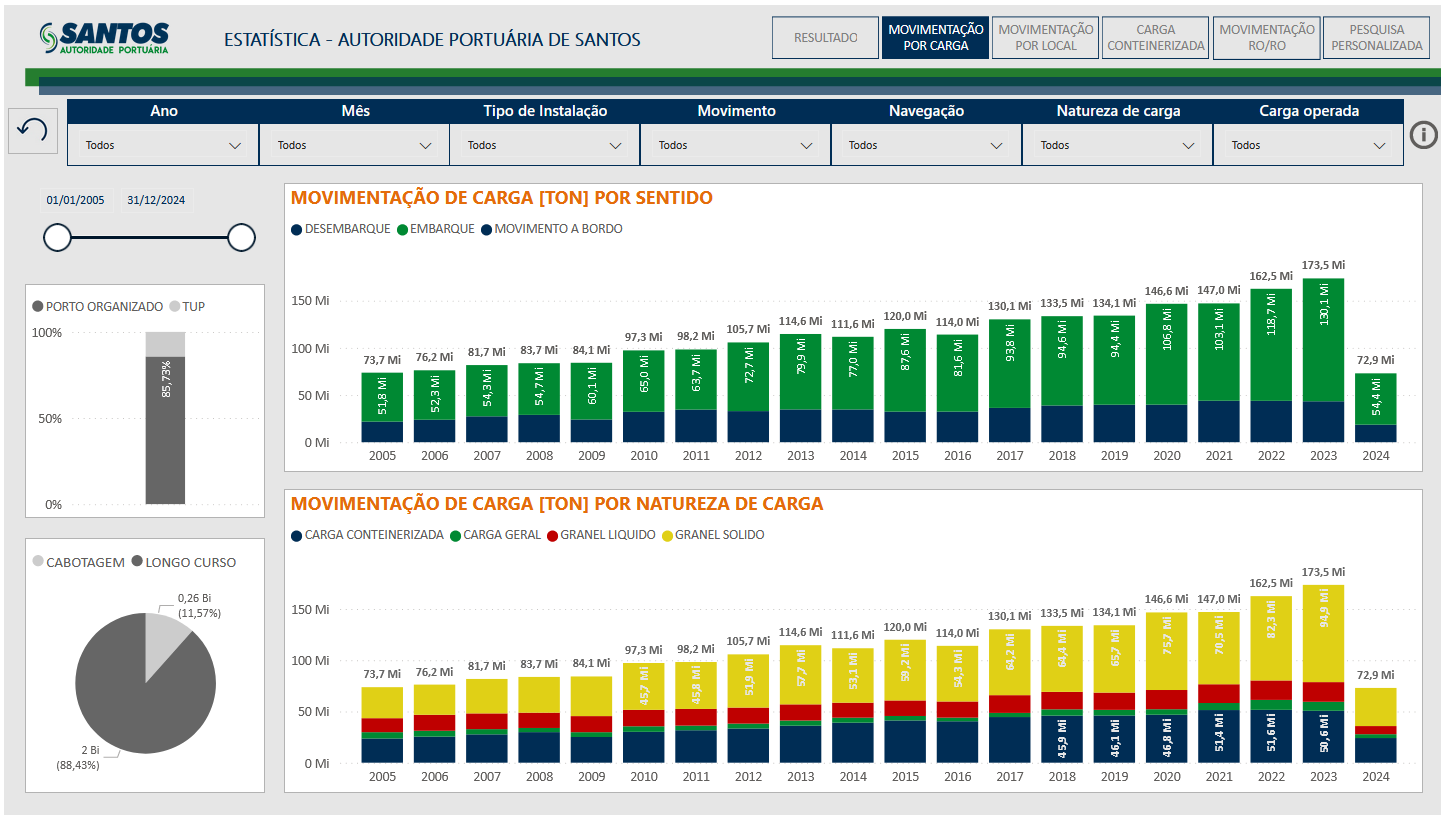 SANTOS
AUTORIDADE PORTUÁRIA
ESTATÍSTICA - AUTORIDADE PORTUÁRIA DE SANTOS
RESULTADO
MOVIMENTAÇÃO
POR CARGA
MOVIMENTAÇÃO
POR LOCAL
CARGA
CONTEINERIZADA
MOVIMENTAÇÃO
RO/RO
PESQUISA
PERSONALIZADA
Ano Mês Tipo de Instalação Movimento Navegação Natureza de carga Carga operada
Todos Todos Todos Todos Todos Todos Todos
01/01/2005 31/12/2024
PORTO ORGANIZADO TUP
100%
50%
0%
85,73%
CABOTAGEM LONGO CURSO
0,26 Bi
(11,57%)
2 Bi
(88,43%)
MOVIMENTAÇÃO DE CARGA [TON] POR SENTIDO
DESEMBARQUE EMBARQUE MOVIMENTO A BORDO
150 Mi
100 Mi
50 Mi
0 Mi
73,7 Mi 76,2 Mi 81,7 Mi 83,7 Mi 84,1 Mi 97,3 Mi 98,2 Mi 105,7 Mi 114,6 Mi 111,6 Mi 120,0 Mi 114,0 Mi 130,1 Mi 133,5 Mi 134,1 Mi 146,6 Mi 147,0 Mi 162,5 Mi 173,5 Mi 72,9 Mi
51,8 Mi 52,3 Mi 54,3 Mi 54,7 Mi 60,1 Mi 65,0 Mi 63,7 Mi 72,7 Mi 79,9 Mi 77,0 Mi 87,6 Mi 81,6 Mi 93,8 Mi 94,6 Mi 94,4 Mi 106,8 Mi 103,1 Mi 118,7 Mi 130,1 Mi 54,4 Mi
2005 2006 2007 2008 2009 2010 2011 2012 2013 2014 2015 2016 2017 2018 2019 2020 2021 2022 2023 2024
MOVIMENTAÇÃO DE CARGA [TON] POR NATUREZA DE CARGA
CARGA CONTEINERIZADA CARGA GERAL GRANEL LIQUIDO GRANEL SOLIDO
150 Mi
100 Mi
50 Mi
0 Mi
73,7 Mi 76,2 Mi 81,7 Mi 83,7 Mi 84,1 Mi 97,3 Mi 98,2 Mi 105,7 Mi 114,6 Mi 111,6 Mi 120,0 Mi 114,0 Mi 130,1 Mi 133,5 Mi 134,1 Mi 146,6 Mi 147,0 Mi 162,5 Mi 173,5 Mi 72,9 Mi
45,7 Mi 45,8 Mi 51,9 Mi 57,7 Mi 53,1 Mi 59,2 Mi 54,3 Mi 64,2 Mi 64,4 Mi 65,7 Mi 75,7 Mi 70,5 Mi 82,3 Mi 94,9 Mi
45,9 Mi 46,1 Mi 46,8 Mi 51,4 Mi 51,6 Mi 50,6 Mi
2005 2006 2007 2008 2009 2010 2011 2012 2013 2014 2015 2016 2017 2018 2019 2020 2021 2022 2023 2024